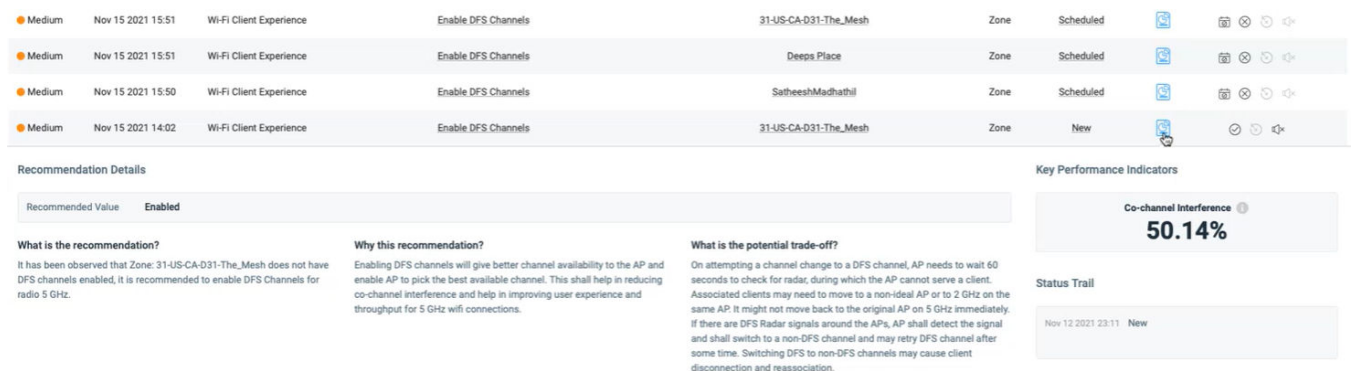 Medium Nov 15 2021 15:51 Wi-Fi Client Experience Enable DFS Channels 31-US-CA-D31-The_Mesh Zone Scheduled
Medium Nov 15 2021 15:51 Wi-Fi Client Experience Enable DFS Channels Deeps Place Zone Scheduled
Medium Nov 15 2021 15:50 Wi-Fi Client Experience Enable DFS Channels SatheeshMadhathil Zone Scheduled
Medium Nov 15 2021 14:02 Wi-Fi Client Experience Enable DFS Channels 31-US-CA-D31-The_Mesh Zone New
Recommendation Details
Recommended Value Enabled
What is the recommendation?
It has been observed that Zone: 31-US-CA-D31-The_Mesh does not have
DFS channels enabled, it is recommended to enable DFS Channels for
radio 5 GHz.
Why this recommendation?
Enabling DFS channels will give better channel availability to the AP and
enable AP to pick the best available channel. This shall help in reducing
co-channel interference and help in improving user experience and
throughput for 5 GHz wifi connections.
What is the potential trade-off?
On attempting a channel change to a DFS channel, AP needs to wait 60
seconds to check for radar, during which the AP cannot serve a client.
Associated clients may need to move to a non-ideal AP or to 2 GHz on the
same AP. It might not move back to the original AP on 5 GHz immediately.
If there are DFS Radar signals around the APs, AP shall detect the signal
and shall switch to a non-DFS channel and may retry DFS channel after
some time. Switching DFS to non-DFS channels may cause client
disconnection and reassociation.
Key Performance Indicators
Co-channel Interference
50.14%
Status Trail
Nov 12 2021 23:11 New